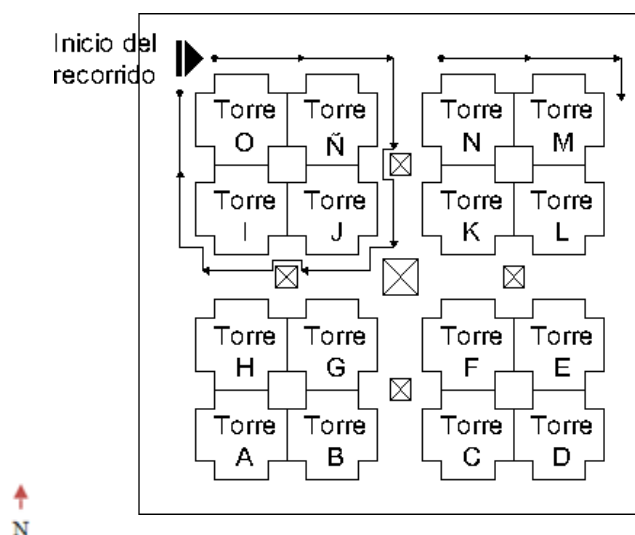 Inicio del
recorrido
Torre
O
Torre
Ñ
Torre
N
Torre
M
Torre
I
Torre
J
Torre
K
Torre
L
Torre
H
Torre
G
Torre
F
Torre
E
Torre
A
Torre
B
Torre
C
Torre
D
N